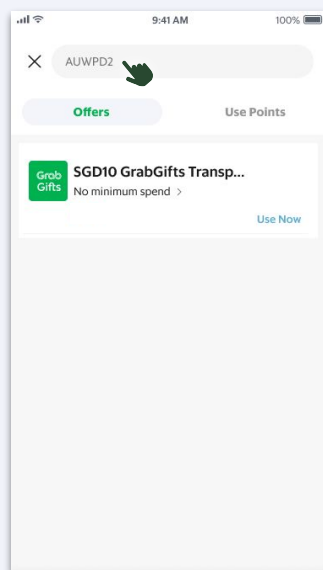 9:41 AM
100%
AUWPD2
Offers
Use Points
Grab
Gifts
SGD10 GrabGifts Transp...
No minimum spend >
Use Now